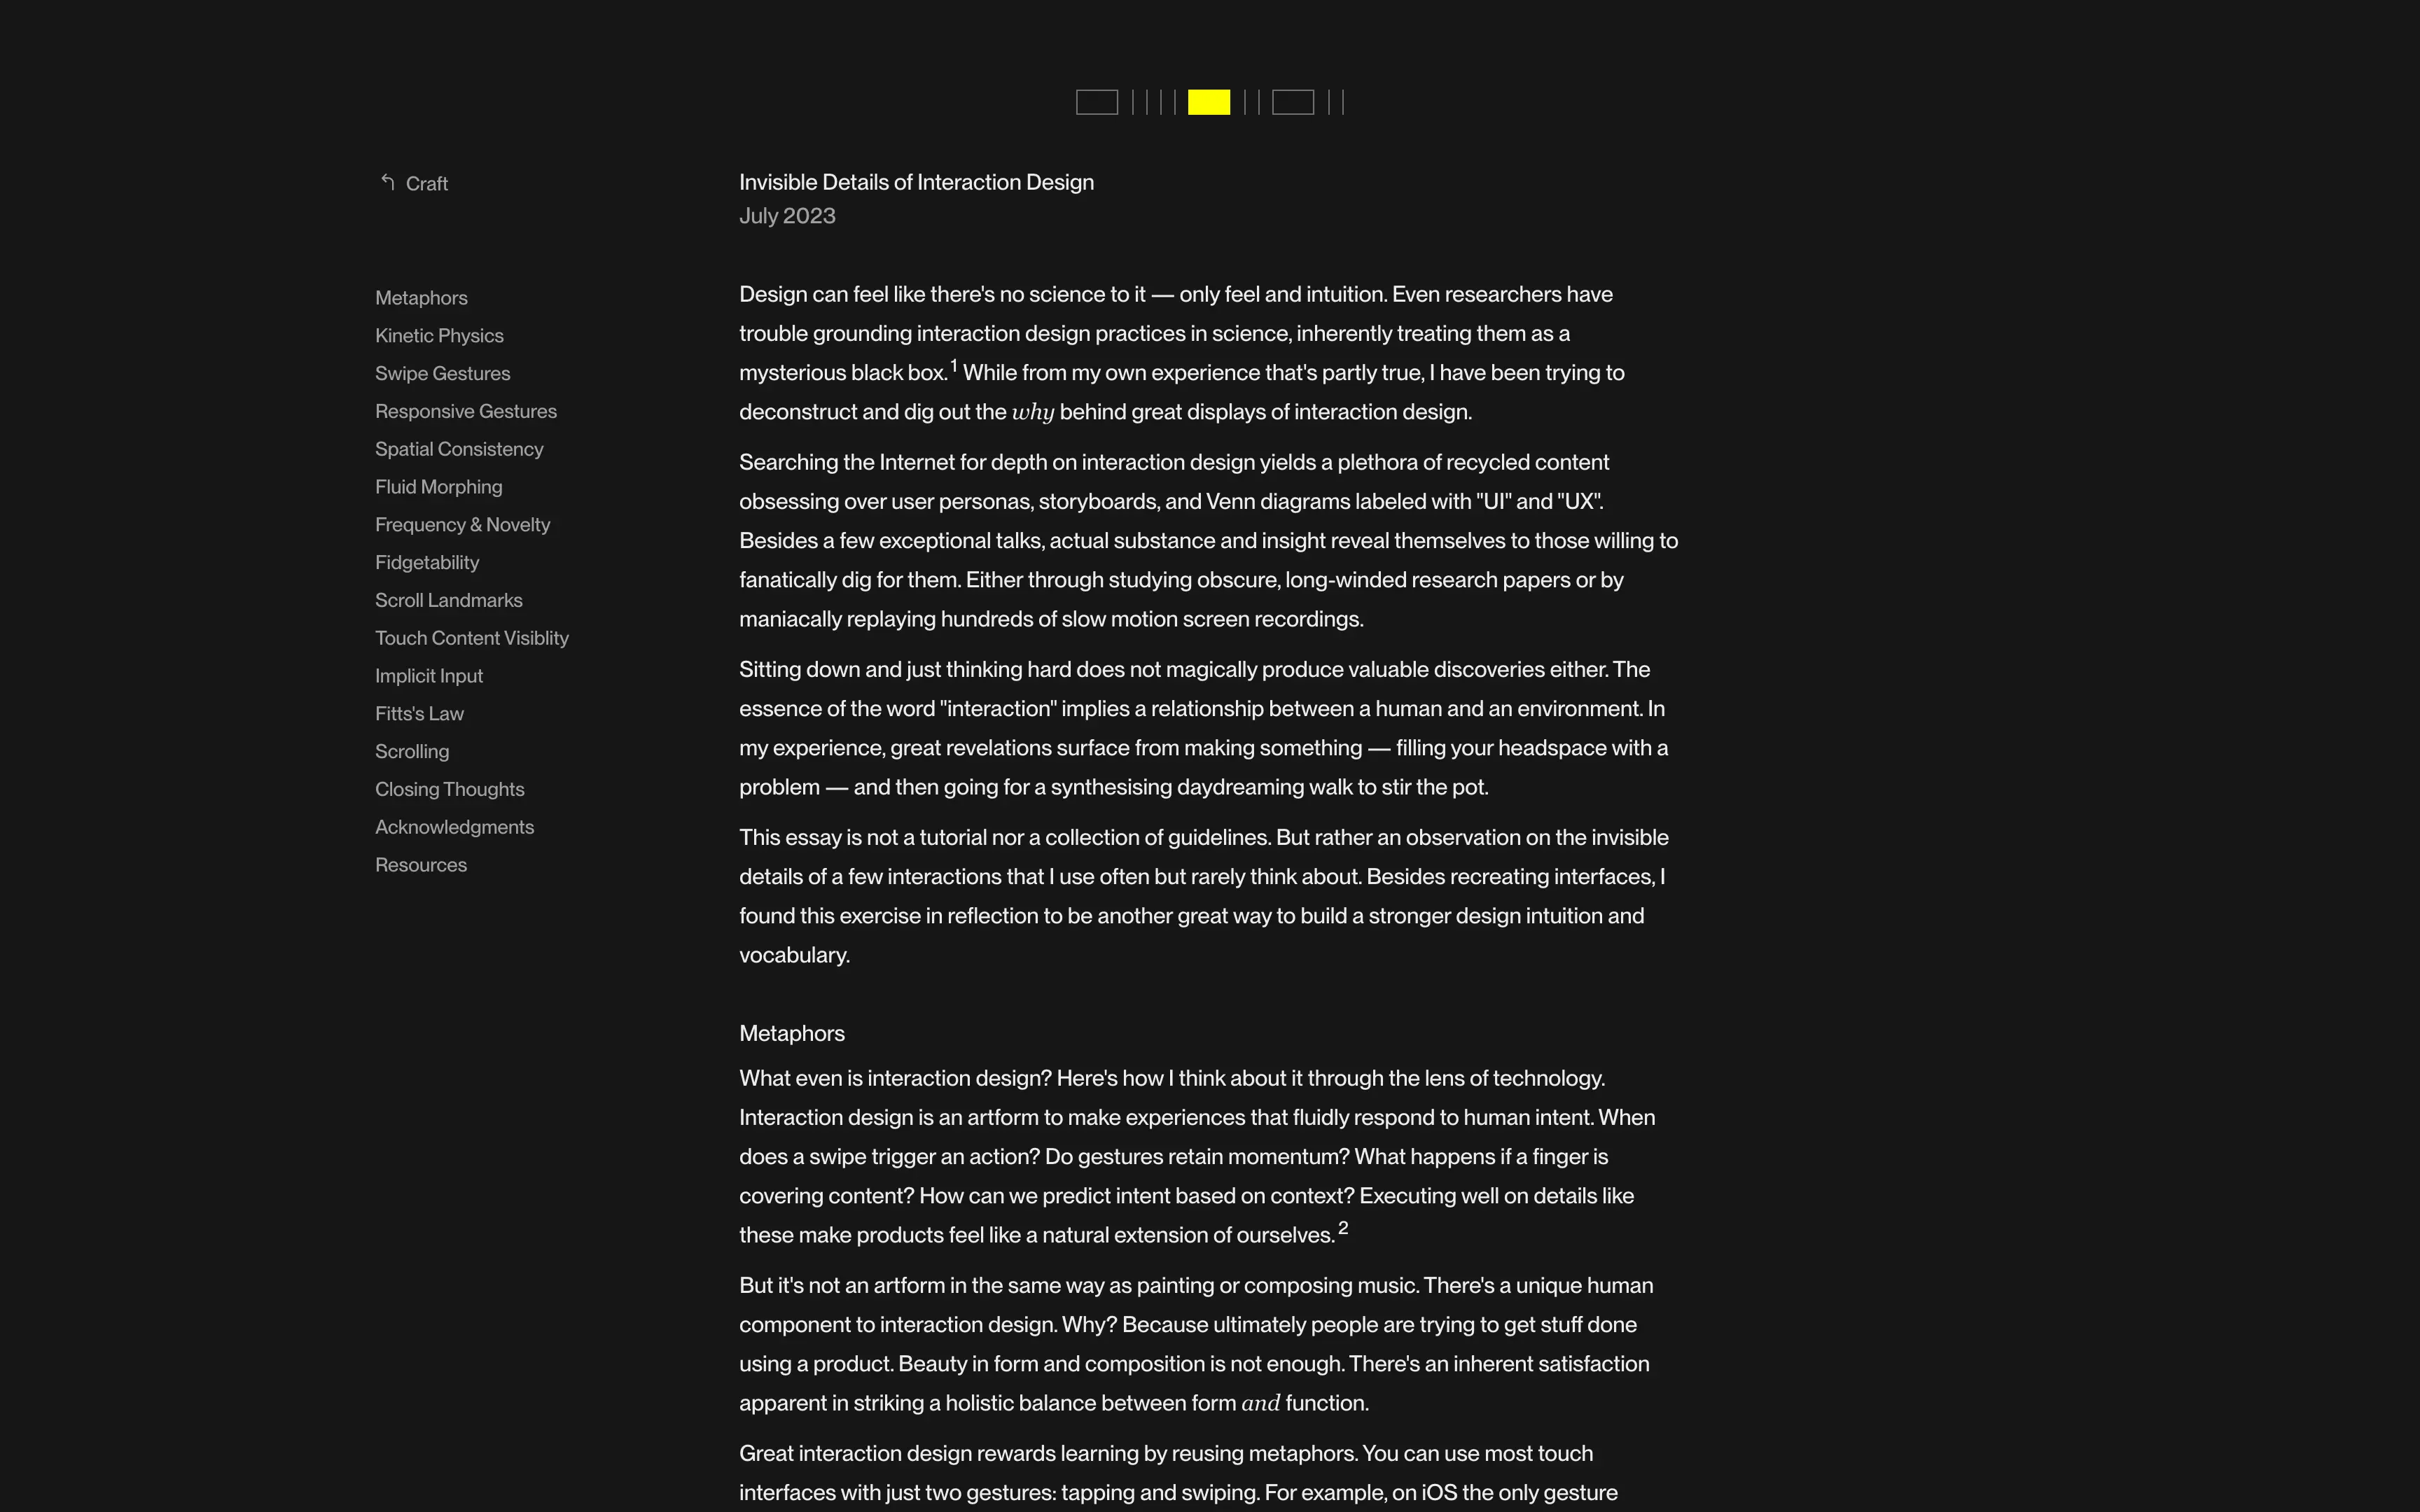 Craft
Invisible Details of Interaction Design
July 2023
Metaphors
Kinetic Physics
Swipe Gestures
Responsive Gestures
Spatial Consistency
Fluid Morphing
Frequency & Novelty
Fidgetability
Scroll Landmarks
Touch Content Visiblity
Implicit Input
Fitts's Law
Scrolling
Closing Thoughts
Acknowledgments
Resources
Design can feel like there's no science to it — only feel and intuition. Even researchers have
trouble grounding interaction design practices in science, inherently treating them as a
mysterious black box.1 While from my own experience that's partly true, I have been trying to
deconstruct and dig out the why behind great displays of interaction design.
Searching the Internet for depth on interaction design yields a plethora of recycled content
obsessing over user personas, storyboards, and Venn diagrams labeled with "UI" and "UX".
Besides a few exceptional talks, actual substance and insight reveal themselves to those willing to
fanatically dig for them. Either through studying obscure, long-winded research papers or by
maniacally replaying hundreds of slow motion screen recordings.
Sitting down and just thinking hard does not magically produce valuable discoveries either. The
essence of the word "interaction" implies a relationship between a human and an environment. In
my experience, great revelations surface from making something — filling your headspace with a
problem — and then going for a synthesising daydreaming walk to stir the pot.
This essay is not a tutorial nor a collection of guidelines. But rather an observation on the invisible
details of a few interactions that I use often but rarely think about. Besides recreating interfaces, I
found this exercise in reflection to be another great way to build a stronger design intuition and
vocabulary.
Metaphors
What even is interaction design? Here's how I think about it through the lens of technology.
Interaction design is an artform to make experiences that fluidly respond to human intent. When
does a swipe trigger an action? Do gestures retain momentum? What happens if a finger is
covering content? How can we predict intent based on context? Executing well on details like
these make products feel like a natural extension of ourselves.2
But it's not an artform in the same way as painting or composing music. There's a unique human
component to interaction design. Why? Because ultimately people are trying to get stuff done
using a product. Beauty in form and composition is not enough. There's an inherent satisfaction
apparent in striking a holistic balance between form and function.
Great interaction design rewards learning by reusing metaphors. You can use most touch
interfaces with just two gestures: tapping and swiping. For example, on iOS the only gesture